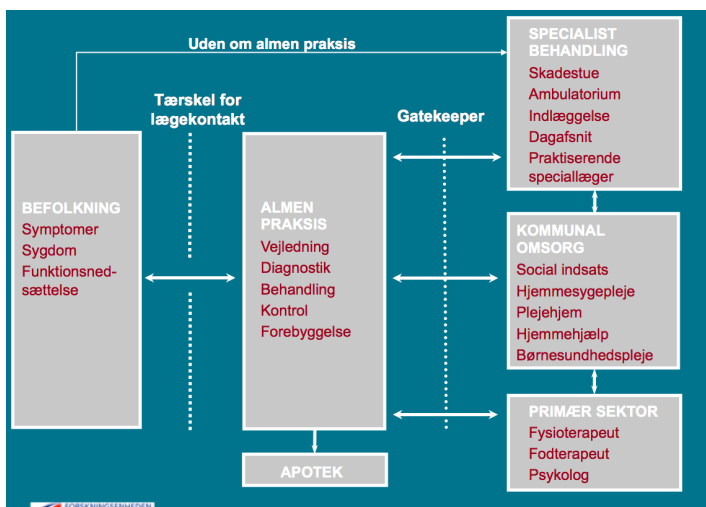 Uden om almen praksis
Tærskel for
lægekontakt
Gatekeeper
BEFOLKNING
Symptomer
Sygdom
Funktionsned-
sættelse
ALMEN
PRAKSIS
Vejledning
Diagnostik
Behandling
Kontrol
Forebyggelse
APOTEK
SPECIALIST
BEHANDLING
Skadestue
Ambulatorium
Indlæggelse
Dagafsnit
Praktiserende
speciallæger
KOMMUNAL
OMSORG
Social indsats
Hjemmesygepleje
Plejehjem
Hjemmehjælp
Børnesundhedspleje
PRIMÆR SEKTOR
Fysioterapeut
Fodterapeut
Psykolog
FORSKNINGSENHEDEN